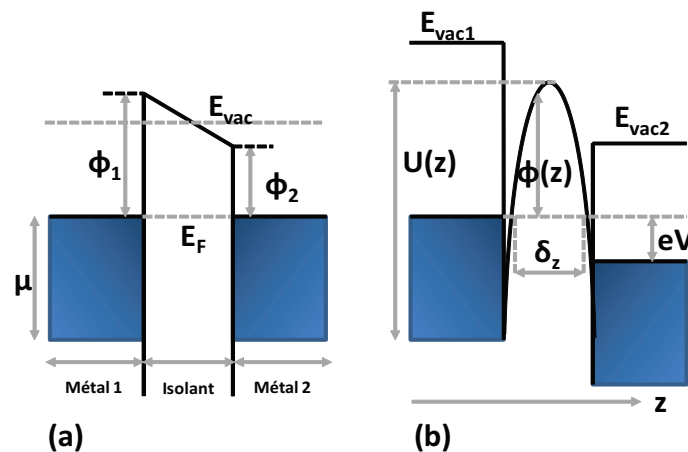 E_vac
ϕ_1
ϕ_2
E_F
μ
Métal 1
Isolant
Métal 2
(a)
E_vac1
E_vac2
U(z)
ϕ(z)
δ_z
eV
z
(b)